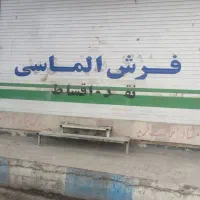 فرش الماسی
نقد و اقساط